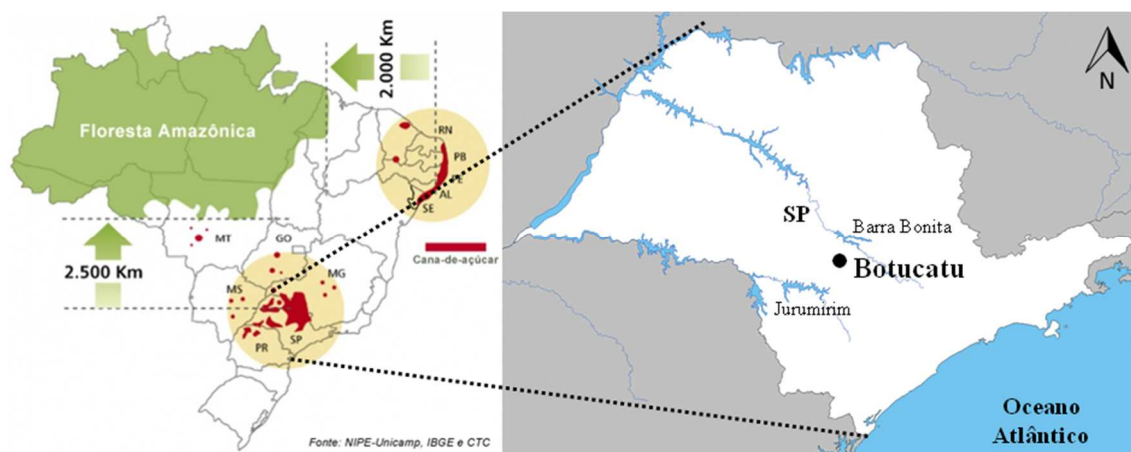 2.000 Km
Floresta Amazônica
RN
PB
PE
AL
SE
MT
GO
Cana-de-açúcar
2.500 Km
MS
MG
PR
SP
Fonte: NIPE-Unicamp, IBGE e CTC
N
SP
Barra Bonita
Botucatu
Jurumirim
Oceano
Atlântico